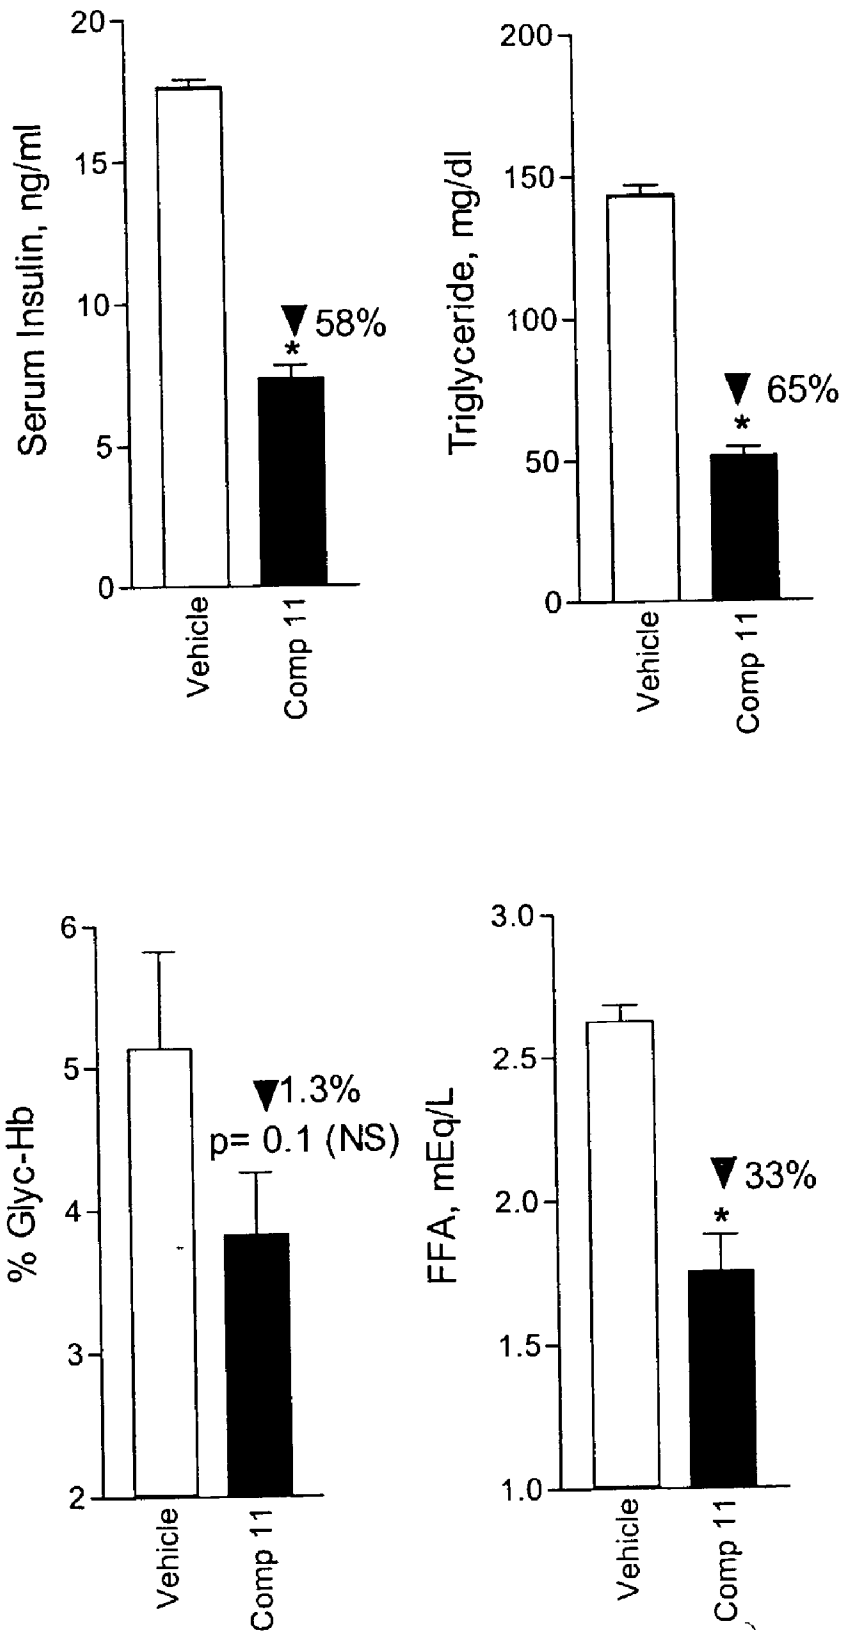 Serum Insulin, ng/ml
20
15
10
5
0
▼ 58%
*
Vehicle
Comp 11
Triglyceride, mg/dl
200
150
100
50
0
▼ 65%
*
Vehicle
Comp 11
% Glyc-Hb
6
5
4
3
2
▼1.3%
p= 0.1 (NS)
Vehicle
Comp 11
FFA, mEq/L
3.0
2.5
2.0
1.5
1.0
▼ 33%
*
Vehicle
Comp 11